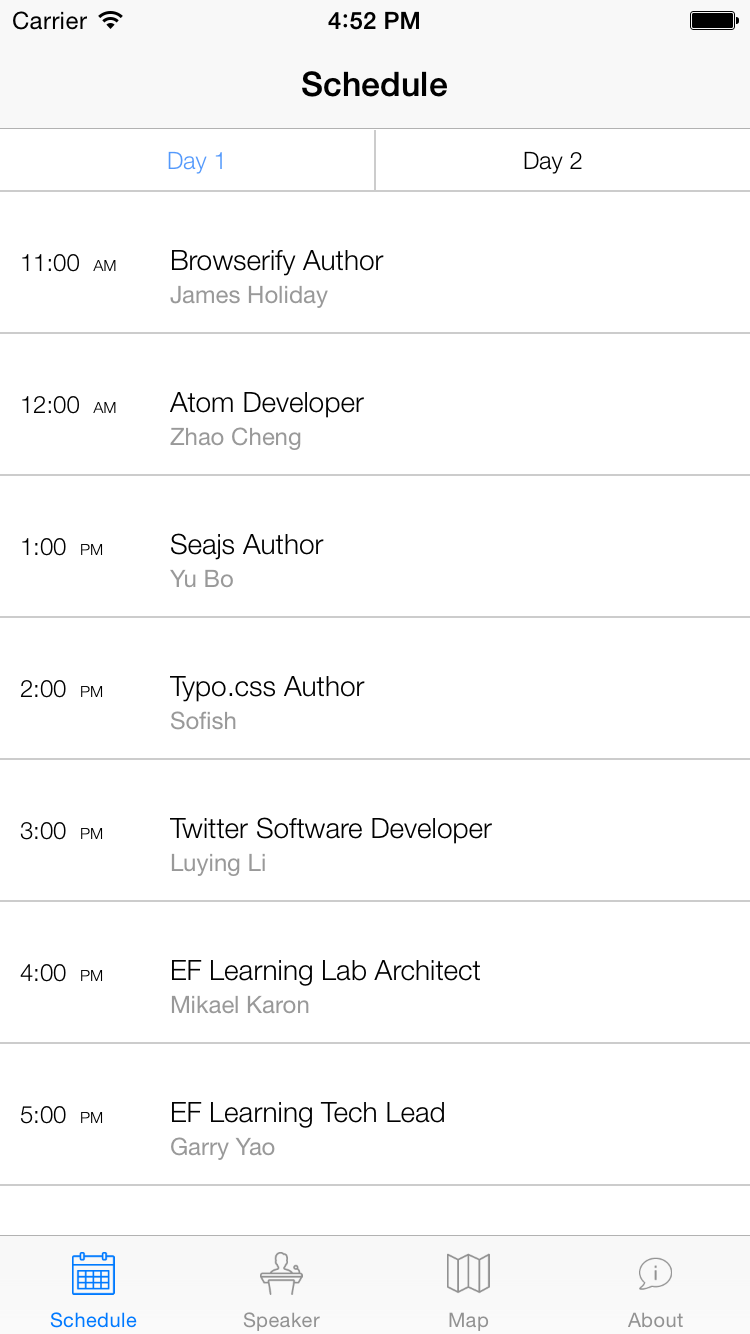 Carrier 4:52 PM
Schedule
Day 1 Day 2
11:00 AM Browserify Author
James Holiday
12:00 AM Atom Developer
Zhao Cheng
1:00 PM Seajs Author
Yu Bo
2:00 PM Typo.css Author
Sofish
3:00 PM Twitter Software Developer
Luying Li
4:00 PM EF Learning Lab Architect
Mikael Karon
5:00 PM EF Learning Tech Lead
Garry Yao
Schedule Speaker Map About